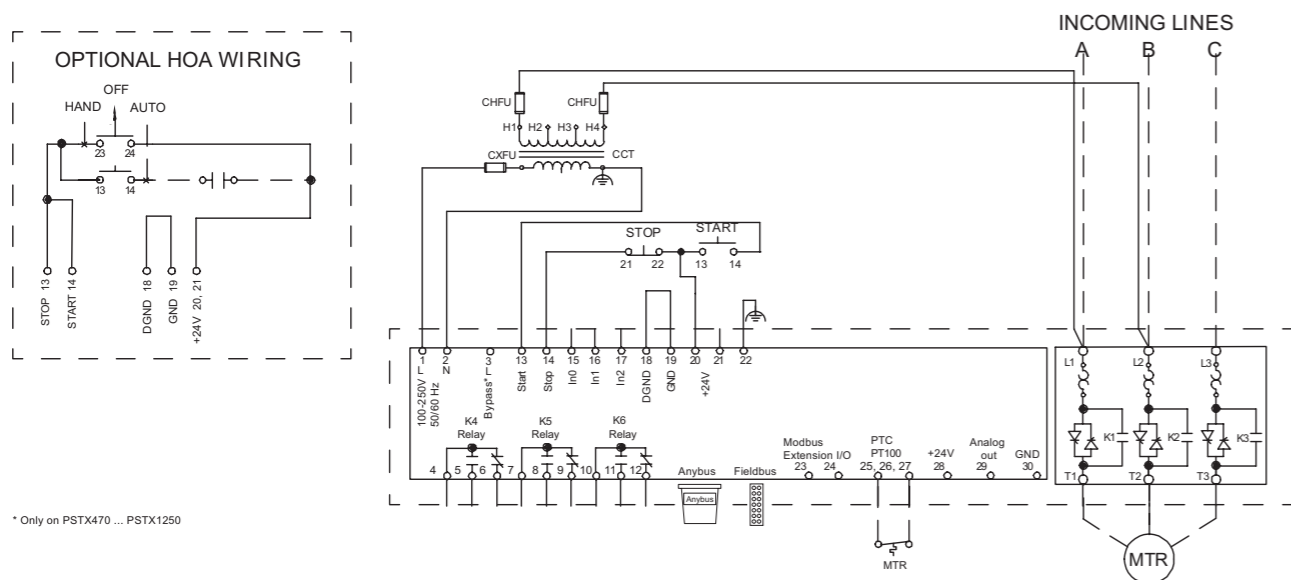 INCOMING LINES
A B C
OPTIONAL HOA WIRING
OFF
HAND AUTO
23 24
13 14
STOP 13
START 14
DGND 18
GND 19
+24V 20, 21
CHFU CHFU
H1 H2 H3 H4
CXFU CCT
STOP START
21 22 13 14
1 2 3 13 14 15 16 17 18 19 20 21 22
L
100-250V
50/60 Hz
N
Bypass* L
Start
Stop
In0
In1
In2
DGND
GND
+24V
K4
Relay
K5
Relay
K6
Relay
4 5 6 7 8 9 10 11 12
Anybus
Anybus
Fieldbus
Modbus
Extension I/O
23 24
PTC
PT100
25, 26, 27
+24V
28
Analog
out
29
GND
30
MTR
L1 L2 L3
K1 K2 K3
T1 T2 T3
MTR
* Only on PSTX470 ... PSTX1250